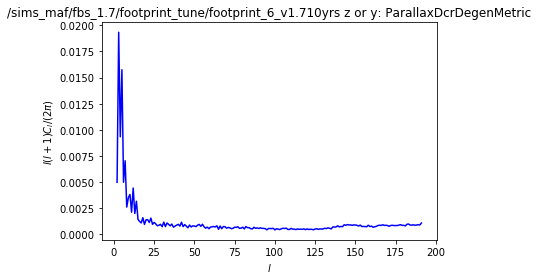 /sims_maf/fbs_1.7/footprint_tune/footprint_6_v1.710yrs z or y: ParallaxDcrDegenMetric
0.0200
0.0175
0.0150
0.0125
0.0100
0.0075
0.0050
0.0025
0.0000
l(l + 1)C_l/(2π)
0 25 50 75 100 125 150 175 200
l